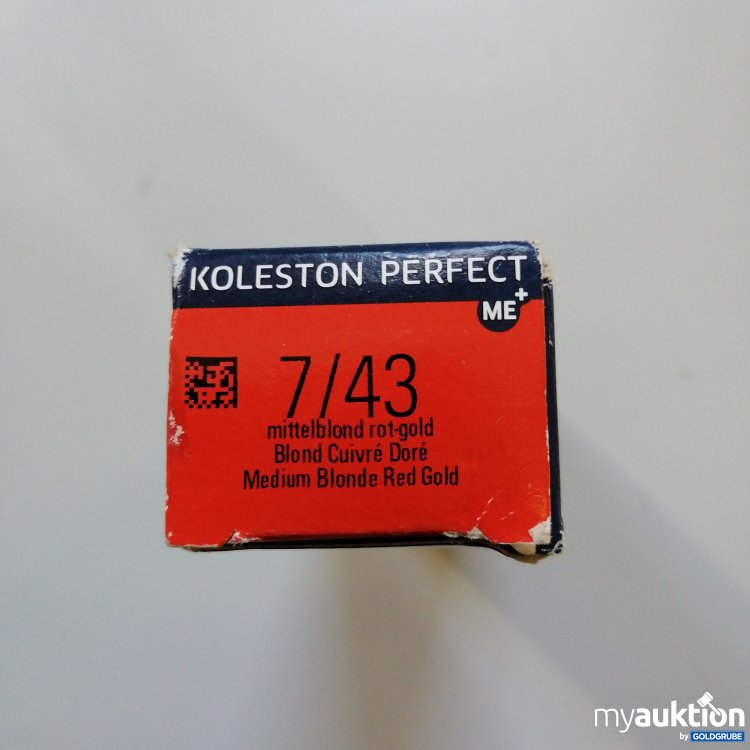 KOLESTON PERFECT
ME+
7/43
mittelblond rot-gold
Blond Cuivré Doré
Medium Blonde Red Gold
myauktion
by GOLDGRUBE